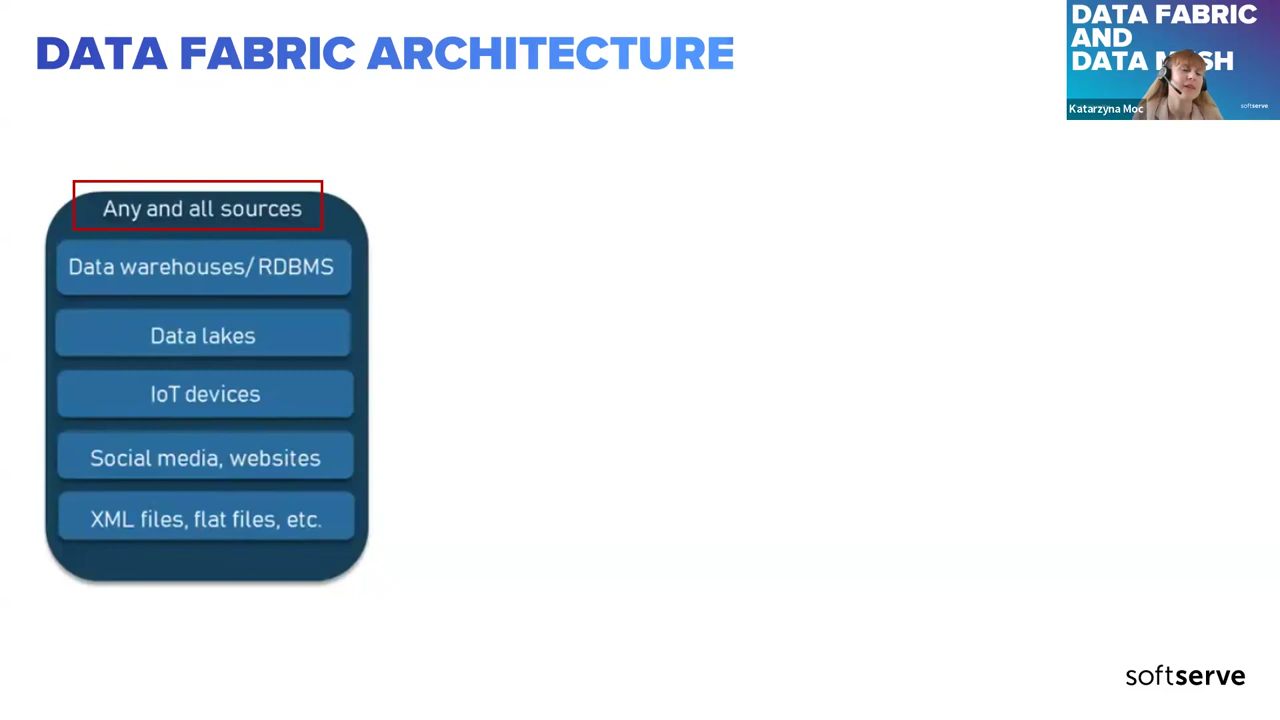 DATA FABRIC ARCHITECTURE
DATA FABRIC
AND
DATA
Katarzyna Moc
softserve
Any and all sources
Data warehouses/ RDBMS
Data lakes
IoT devices
Social media, websites
XML files, flat files, etc.
softserve